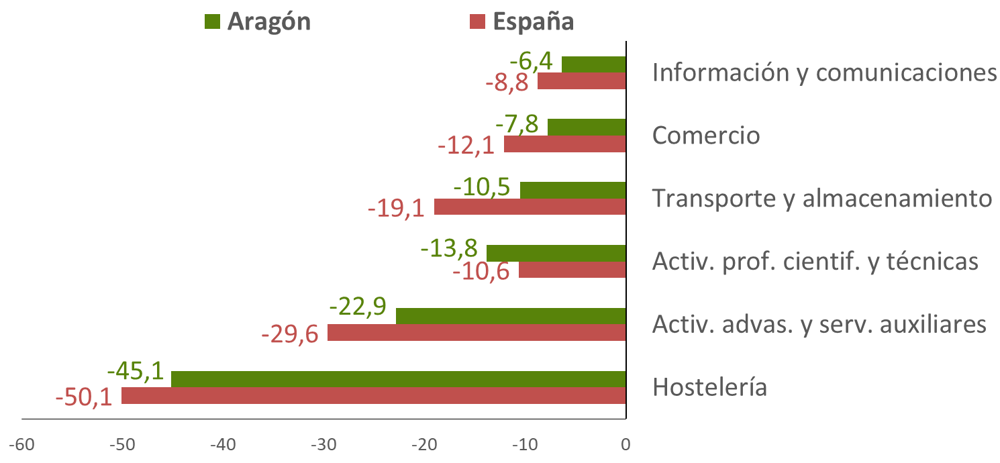 Aragón España
-6,4
-8,8
Información y comunicaciones
-7,8
-12,1
Comercio
-10,5
-19,1
Transporte y almacenamiento
-13,8
-10,6
Activ. prof. cientif. y técnicas
-22,9
-29,6
Activ. advas. y serv. auxiliares
-45,1
-50,1
Hostelería
-60 -50 -40 -30 -20 -10 0